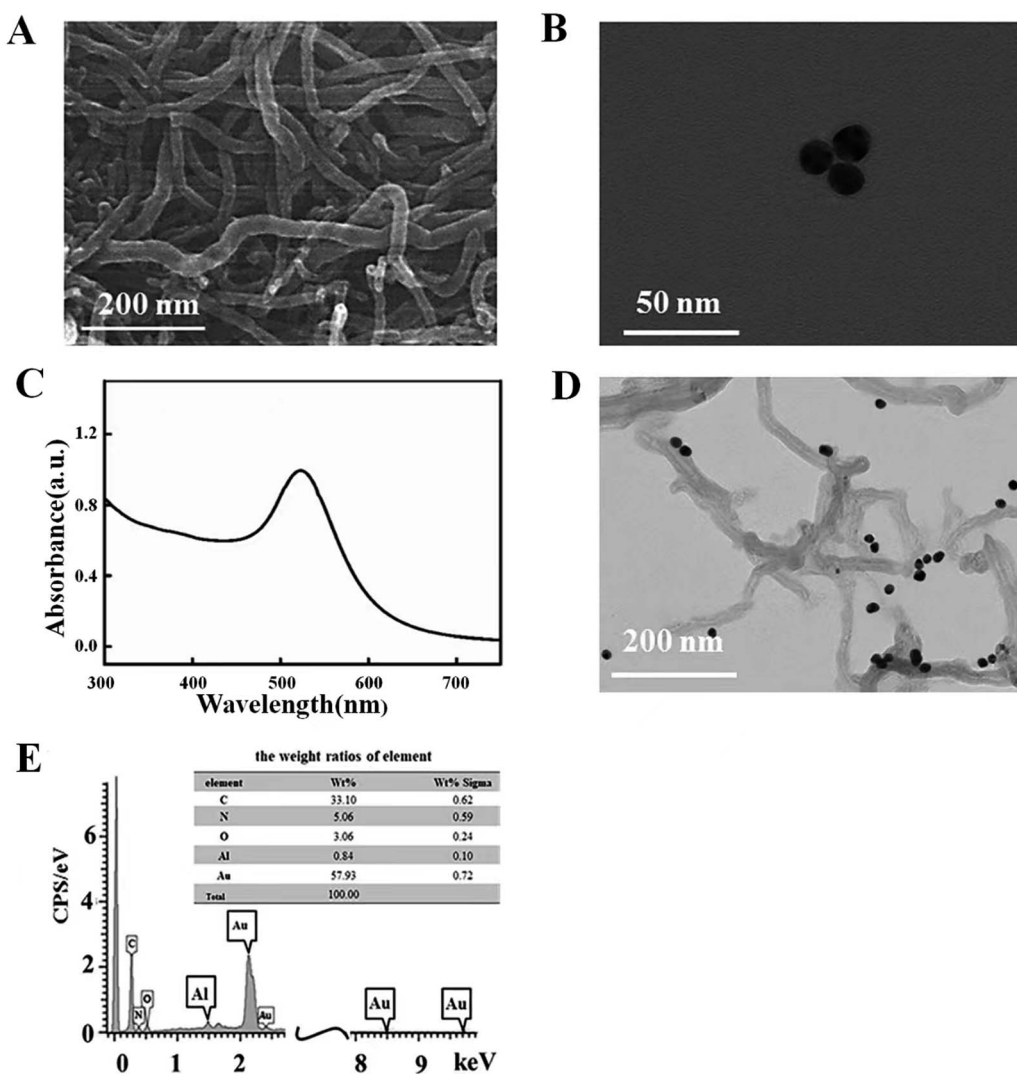 A
200 nm
B
50 nm
C
Absorbance(a.u.)
1.2
0.8
0.4
0.0
300 400 500 600 700
Wavelength(nm)
D
200 nm
E
the weight ratios of element
element Wt% Wt% Sigma
C 33.10 0.62
N 5.06 0.59
O 3.06 0.24
Al 0.84 0.10
Au 57.93 0.72
Total 100.00
CPS/eV
6
4
2
0
C
N
O
Al
Au
Au
Au
Au
0 1 2 8 9 keV